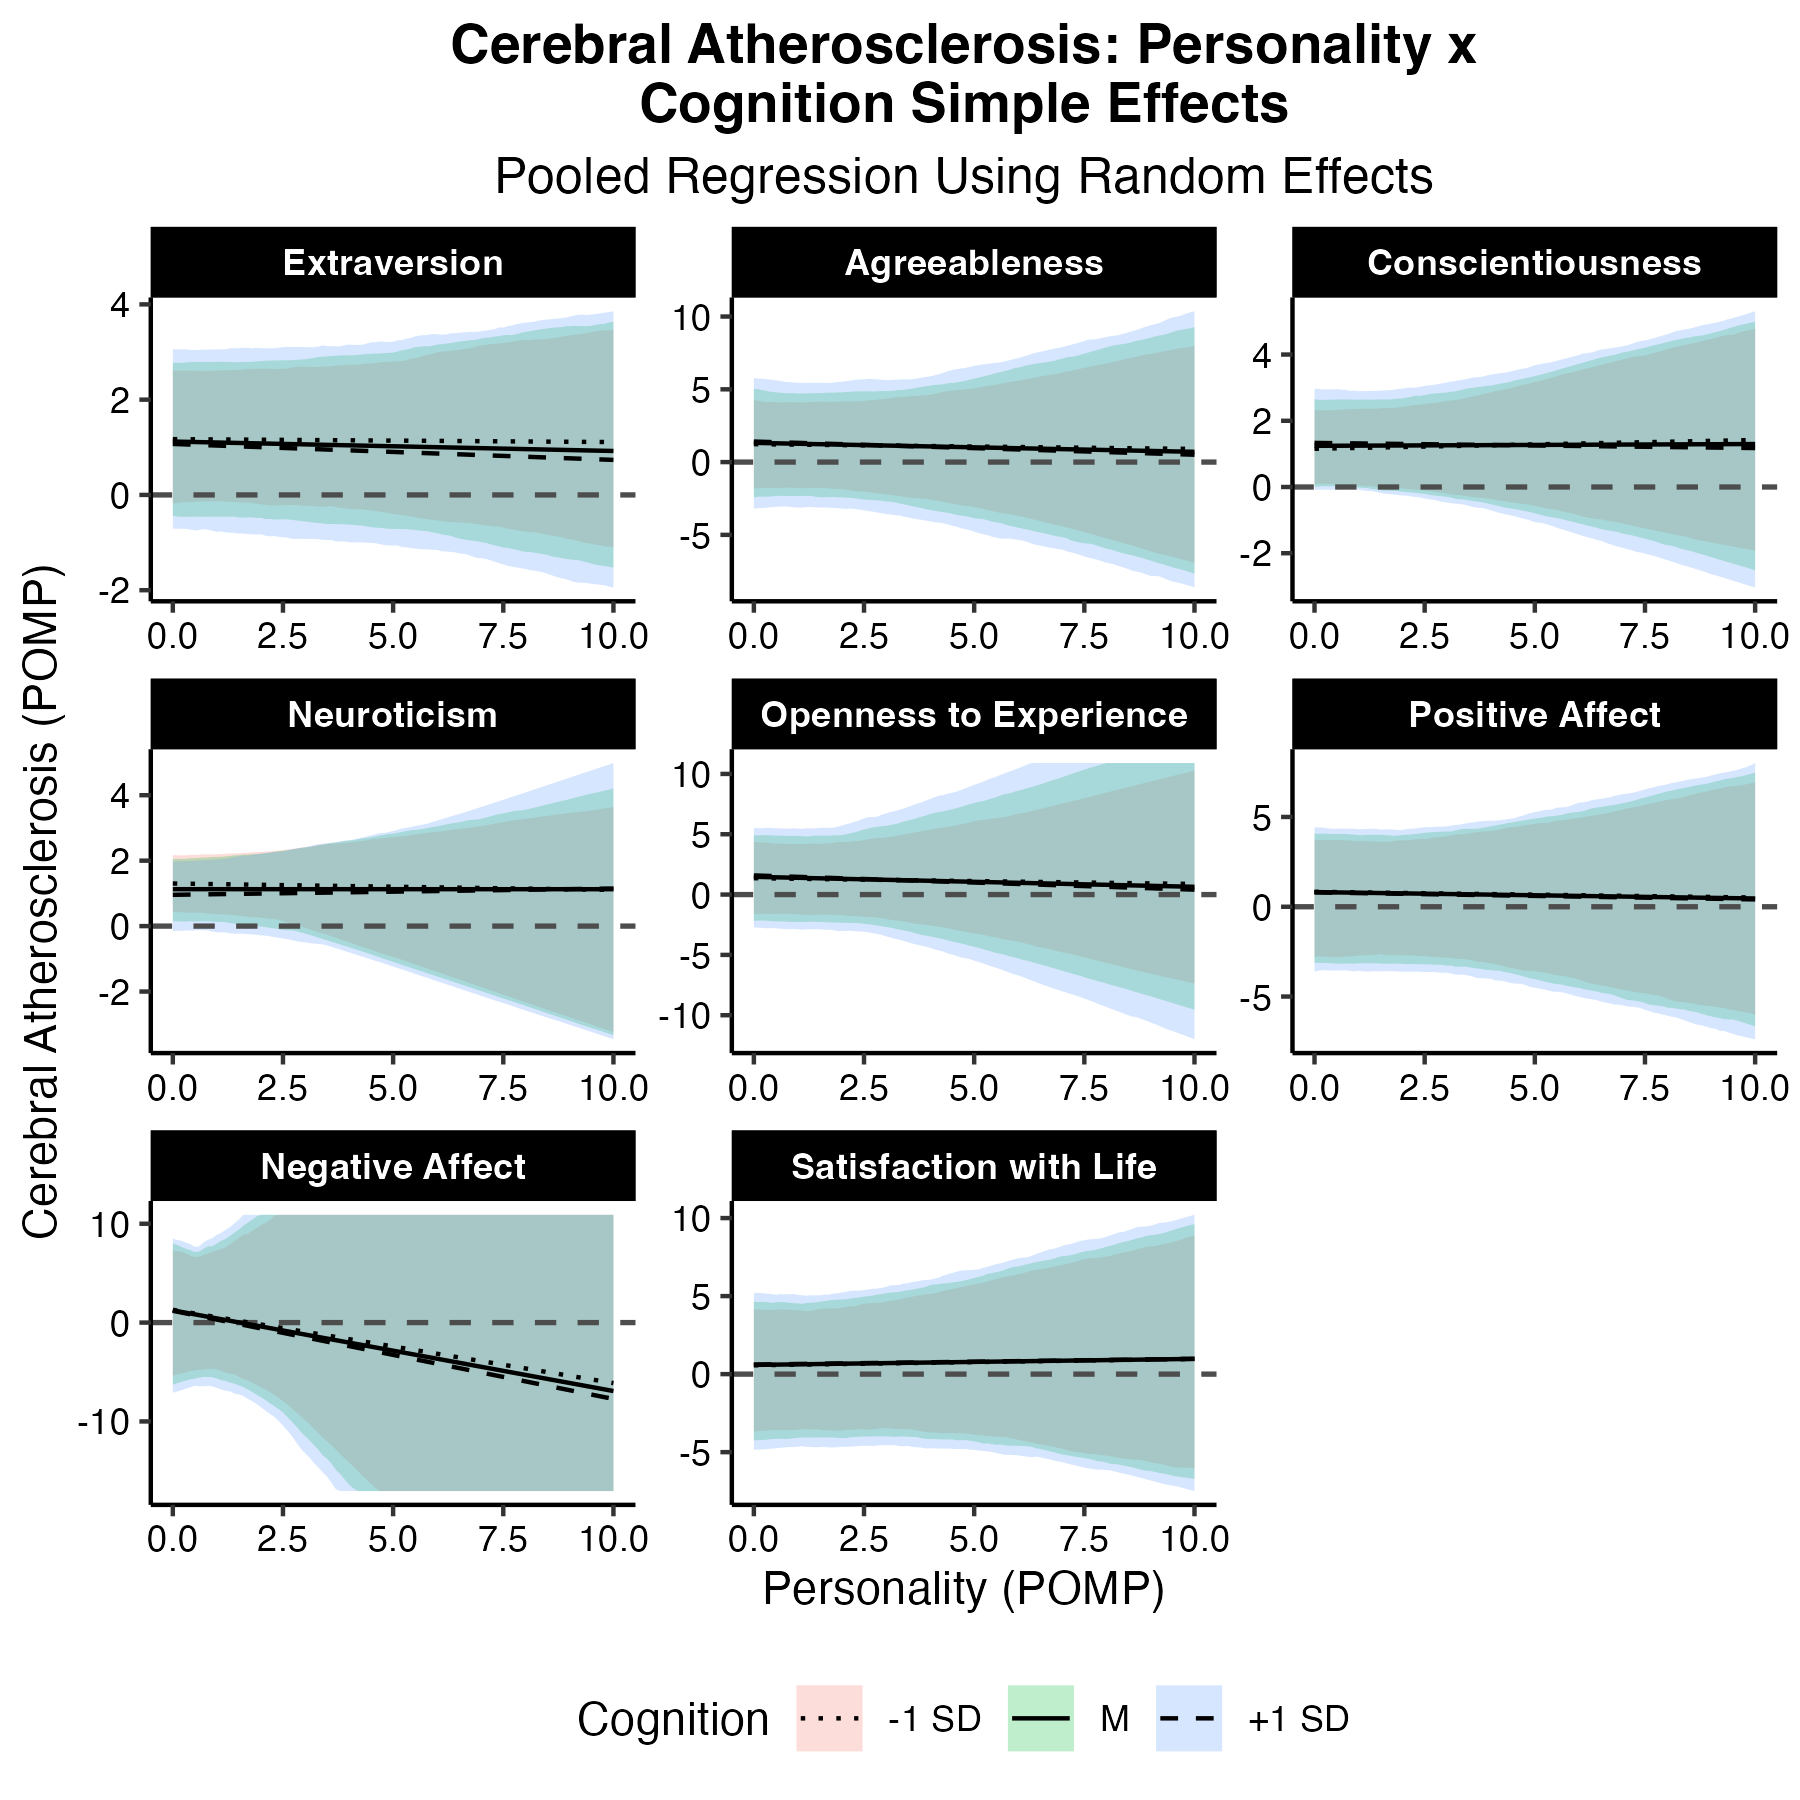 Cerebral Atherosclerosis: Personality x
Cognition Simple Effects
Pooled Regression Using Random Effects
Cerebral Atherosclerosis (POMP)
Extraversion
4
2
0
-2
0.0 2.5 5.0 7.5 10.0
Agreeableness
10
5
0
-5
0.0 2.5 5.0 7.5 10.0
Conscientiousness
4
2
0
-2
0.0 2.5 5.0 7.5 10.0
Neuroticism
4
2
0
-2
0.0 2.5 5.0 7.5 10.0
Openness to Experience
10
5
0
-5
-10
0.0 2.5 5.0 7.5 10.0
Positive Affect
5
0
-5
0.0 2.5 5.0 7.5 10.0
Negative Affect
10
0
-10
0.0 2.5 5.0 7.5 10.0
Satisfaction with Life
10
5
0
-5
0.0 2.5 5.0 7.5 10.0
Personality (POMP)
Cognition -1 SD M +1 SD